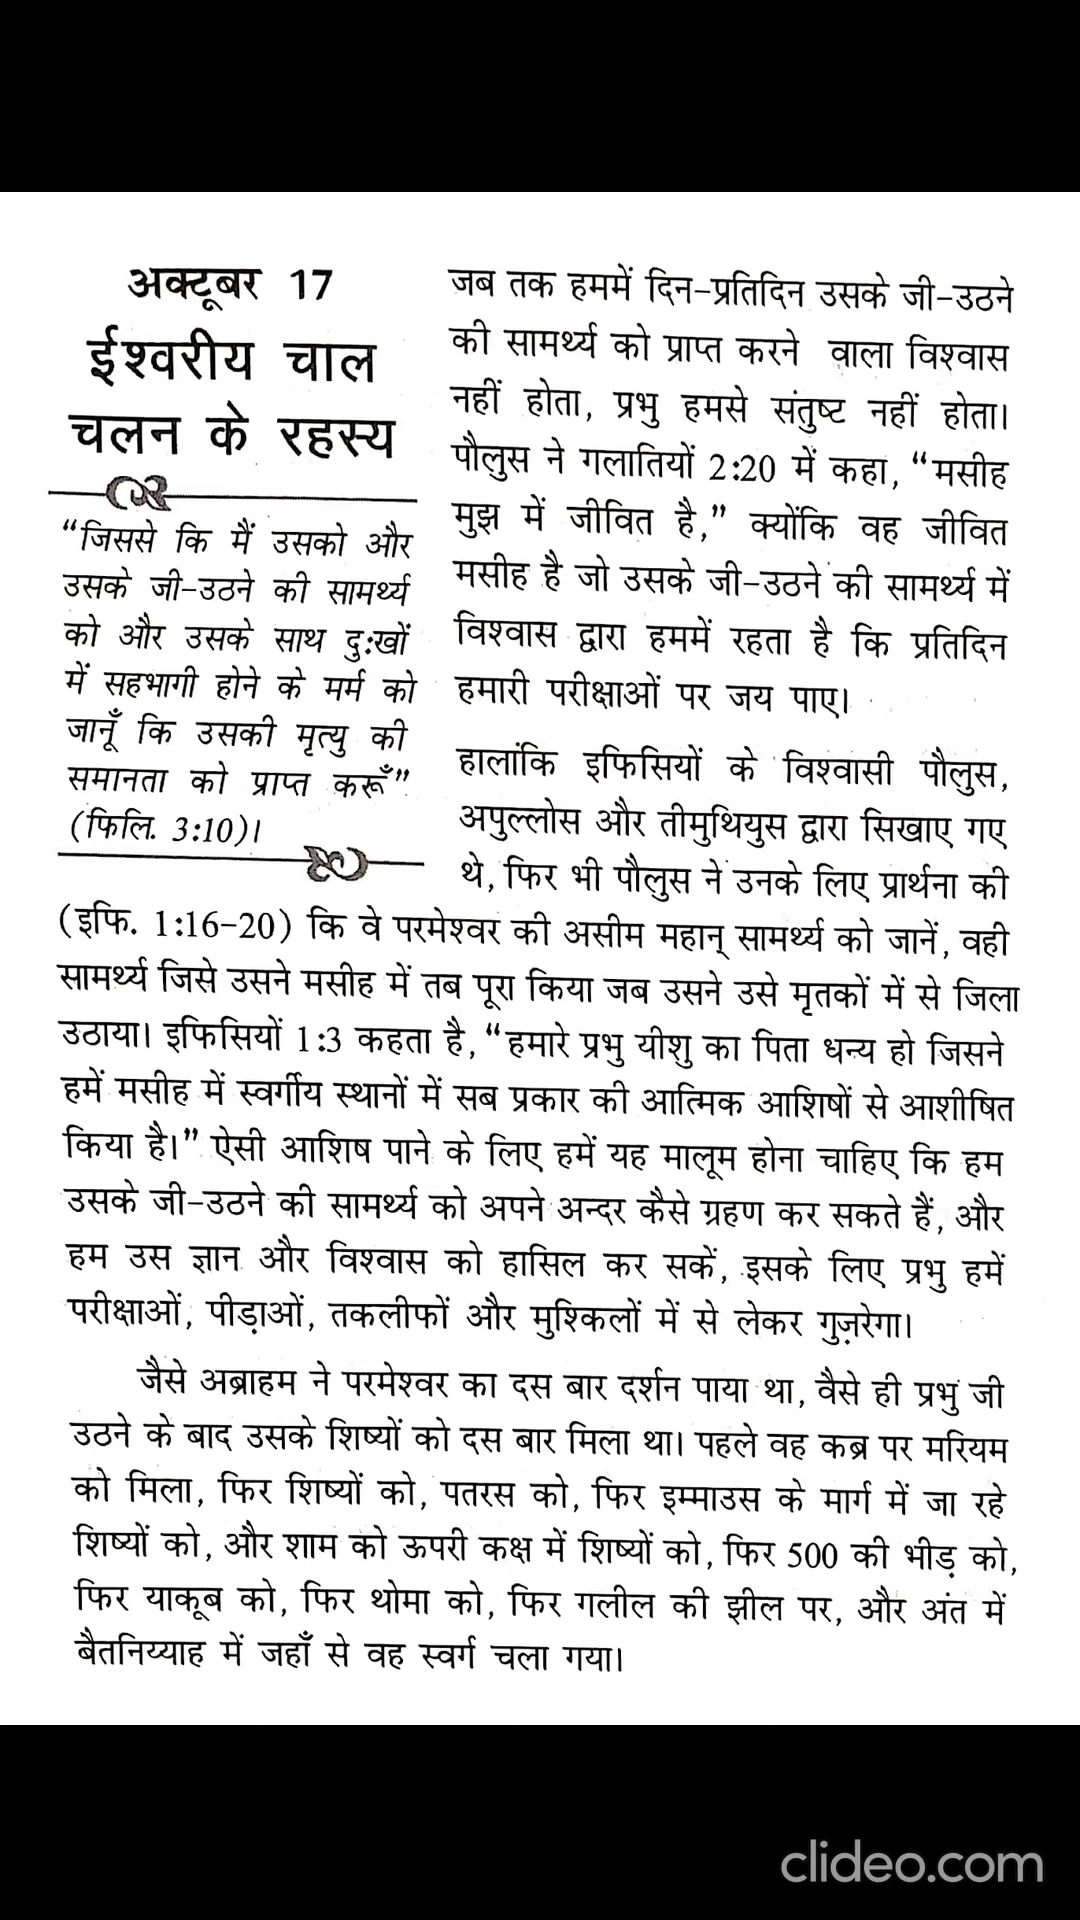 अक्टूबर 17
ईश्वरीय चाल
चलन के रहस्य
“जिससे कि मैं उसको और
उसके जी-उठने की सामर्थ्य
को और उसके साथ दुःखों
में सहभागी होने के मर्म को
जानूँ कि उसकी मृत्यु की
समानता को प्राप्त करूँ”
(फिलि. 3:10)।
जब तक हममें दिन-प्रतिदिन उसके जी-उठने
की सामर्थ्य को प्राप्त करने वाला विश्वास
नहीं होता, प्रभु हमसे संतुष्ट नहीं होता।
पौलुस ने गलातियों 2:20 में कहा, “मसीह
मुझ में जीवित है,” क्योंकि वह जीवित
मसीह है जो उसके जी-उठने की सामर्थ्य में
विश्वास द्वारा हममें रहता है कि प्रतिदिन
हमारी परीक्षाओं पर जय पाए।
हालांकि इफिसियों के विश्वासी पौलुस,
अपुल्लोस और तीमुथियुस द्वारा सिखाए गए
थे, फिर भी पौलुस ने उनके लिए प्रार्थना की
(इफि. 1:16-20) कि वे परमेश्वर की असीम महान् सामर्थ्य को जानें, वही
सामर्थ्य जिसे उसने मसीह में तब पूरा किया जब उसने उसे मृतकों में से जिला
उठाया। इफिसियों 1:3 कहता है, “हमारे प्रभु यीशु का पिता धन्य हो जिसने
हमें मसीह में स्वर्गीय स्थानों में सब प्रकार की आत्मिक आशिषों से आशीषित
किया है।” ऐसी आशिष पाने के लिए हमें यह मालूम होना चाहिए कि हम
उसके जी-उठने की सामर्थ्य को अपने अन्दर कैसे ग्रहण कर सकते हैं, और
हम उस ज्ञान और विश्वास को हासिल कर सकें, इसके लिए प्रभु हमें
परीक्षाओं, पीड़ाओं, तकलीफों और मुश्किलों में से लेकर गुज़रेगा।
जैसे अब्राहम ने परमेश्वर का दस बार दर्शन पाया था, वैसे ही प्रभु जी
उठने के बाद उसके शिष्यों को दस बार मिला था। पहले वह कब्र पर मरियम
को मिला, फिर शिष्यों को, पतरस को, फिर इम्माउस के मार्ग में जा रहे
शिष्यों को, और शाम को ऊपरी कक्ष में शिष्यों को, फिर 500 की भीड़ को,
फिर याकूब को, फिर थोमा को, फिर गलील की झील पर, और अंत में
बैतनिय्याह में जहाँ से वह स्वर्ग चला गया।
clideo.com